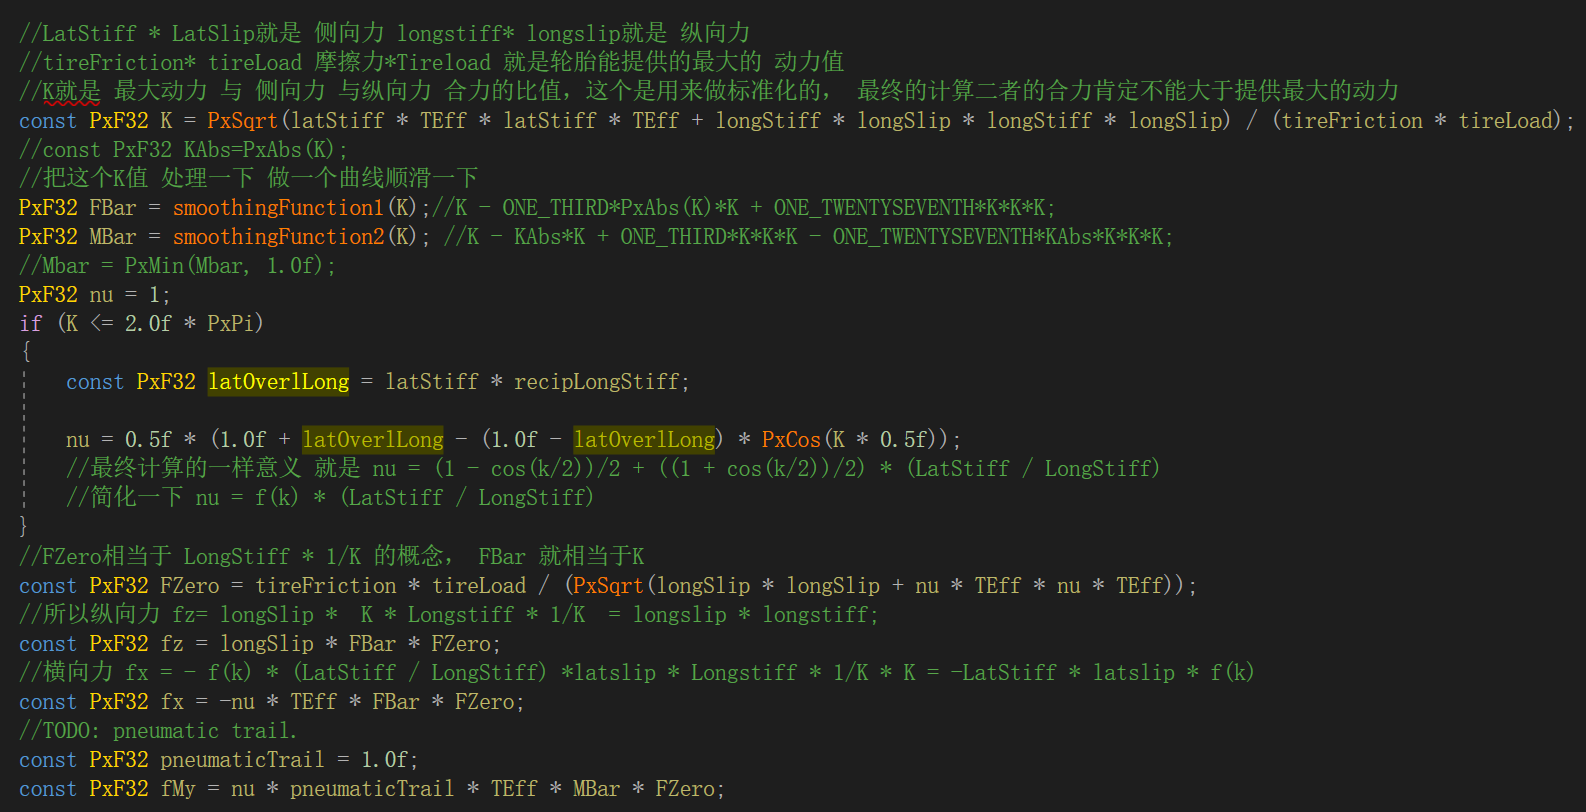 //LatStiff * LatSlip就是 侧向力 longstiff* longslip就是 纵向力
//tireFriction* tireLoad 摩擦力*Tireload 就是轮胎能提供的最大的 动力值
//K就是 最大动力 与 侧向力 与纵向力 合力的比值，这个是用来做标准化的， 最终的计算二者的合力肯定不能大于提供最大的动力
const PxF32 K = PxSqrt(latStiff * TEff * latStiff * TEff + longStiff * longSlip * longStiff * longSlip) / (tireFriction * tireLoad);
//const PxF32 KAbs=PxAbs(K);
//把这个K值 处理一下 做一个曲线顺滑一下
PxF32 FBar = smoothingFunction1(K);//K - ONE_THIRD*PxAbs(K)*K + ONE_TWENTYSEVENTH*K*K*K;
PxF32 MBar = smoothingFunction2(K); //K - KAbs*K + ONE_THIRD*K*K*K - ONE_TWENTYSEVENTH*KAbs*K*K*K;
//Mbar = PxMin(Mbar, 1.0f);
PxF32 nu = 1;
if (K <= 2.0f * PxPi)
{
const PxF32 latOverlLong = latStiff * recipLongStiff;
nu = 0.5f * (1.0f + latOverlLong - (1.0f - latOverlLong) * PxCos(K * 0.5f));
//最终计算的一样意义 就是 nu = (1 - cos(k/2))/2 + ((1 + cos(k/2))/2) * (LatStiff / LongStiff)
//简化一下 nu = f(k) * (LatStiff / LongStiff)
}
//FZero相当于 LongStiff * 1/K 的概念， FBar 就相当于K
const PxF32 FZero = tireFriction * tireLoad / (PxSqrt(longSlip * longSlip + nu * TEff * nu * TEff));
//所以纵向力 fz= longSlip *  K * Longstiff * 1/K  = longslip * longstiff;
const PxF32 fz = longSlip * FBar * FZero;
//横向力 fx = - f(k) * (LatStiff / LongStiff) *latslip * Longstiff * 1/K * K = -LatStiff * latslip * f(k)
const PxF32 fx = -nu * TEff * FBar * FZero;
//TODO: pneumatic trail.
const PxF32 pneumaticTrail = 1.0f;
const PxF32 fMy = nu * pneumaticTrail * TEff * MBar * FZero;